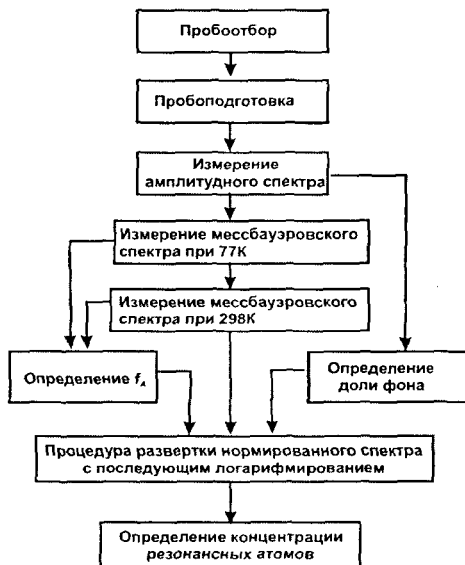 Пробоотбор
Пробоподготовка
Измерение
амплитудного спектра
Измерение мессбауэровского
спектра при 77К
Измерение мессбауэровского
спектра при 298К
Определение fA
Определение
доли фона
Процедура развертки нормированного спектра
с последующим логарифмированием
Определение концентрации
резонансных атомов